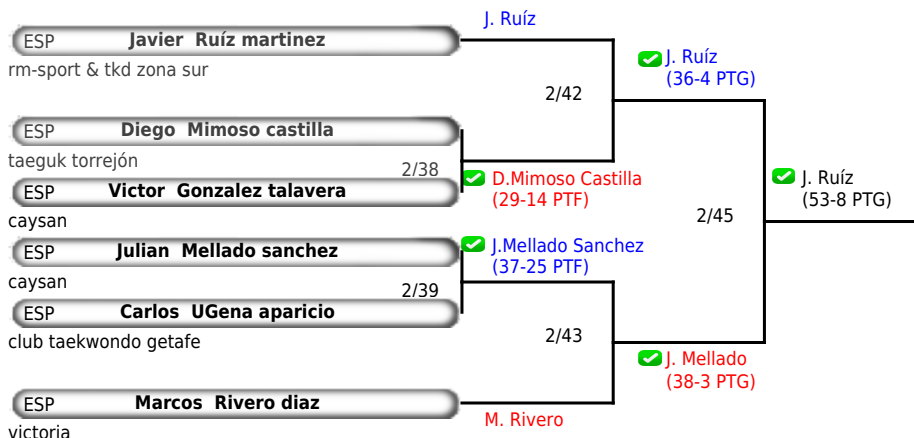 J. Ruíz
ESP Javier Ruíz martinez
rm-sport & tkd zona sur
J. Ruíz
(36-4 PTG)
2/42
ESP Diego Mimoso castilla
taeguk torrejón
2/38
D.Mimoso Castilla
(29-14 PTF)
ESP Victor Gonzalez talavera
caysan
J. Ruíz
(53-8 PTG)
2/45
ESP Julian Mellado sanchez
caysan
J.Mellado Sanchez
(37-25 PTF)
2/39
ESP Carlos UGena aparicio
club taekwondo getafe
2/43
J. Mellado
(38-3 PTG)
ESP Marcos Rivero diaz
victoria
M. Rivero